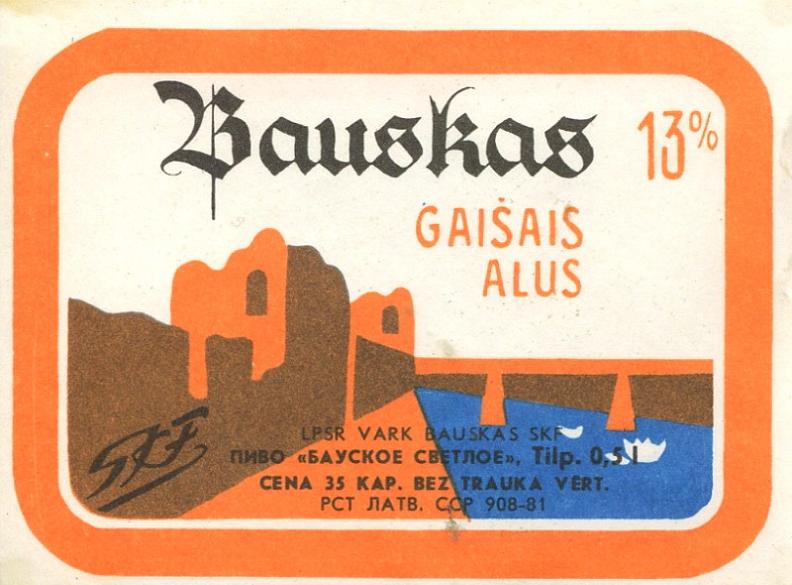 Bauskas
13%
GAIŠAIS
ALUS
SKF
LPSR VARK BAUSKAS SKF
ПИВО «БАУСКОЕ СВЕТЛОЕ», Tilp. 0,5 l
CENA 35 KAP. BEZ TRAUKA VĒRT.
РСТ ЛАТВ. ССР 908-81